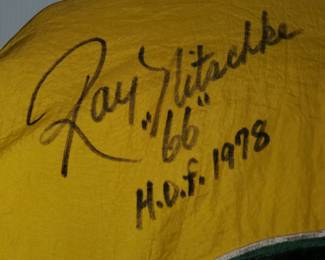 Ray Nitschke
"66"
H.O.f. 1978